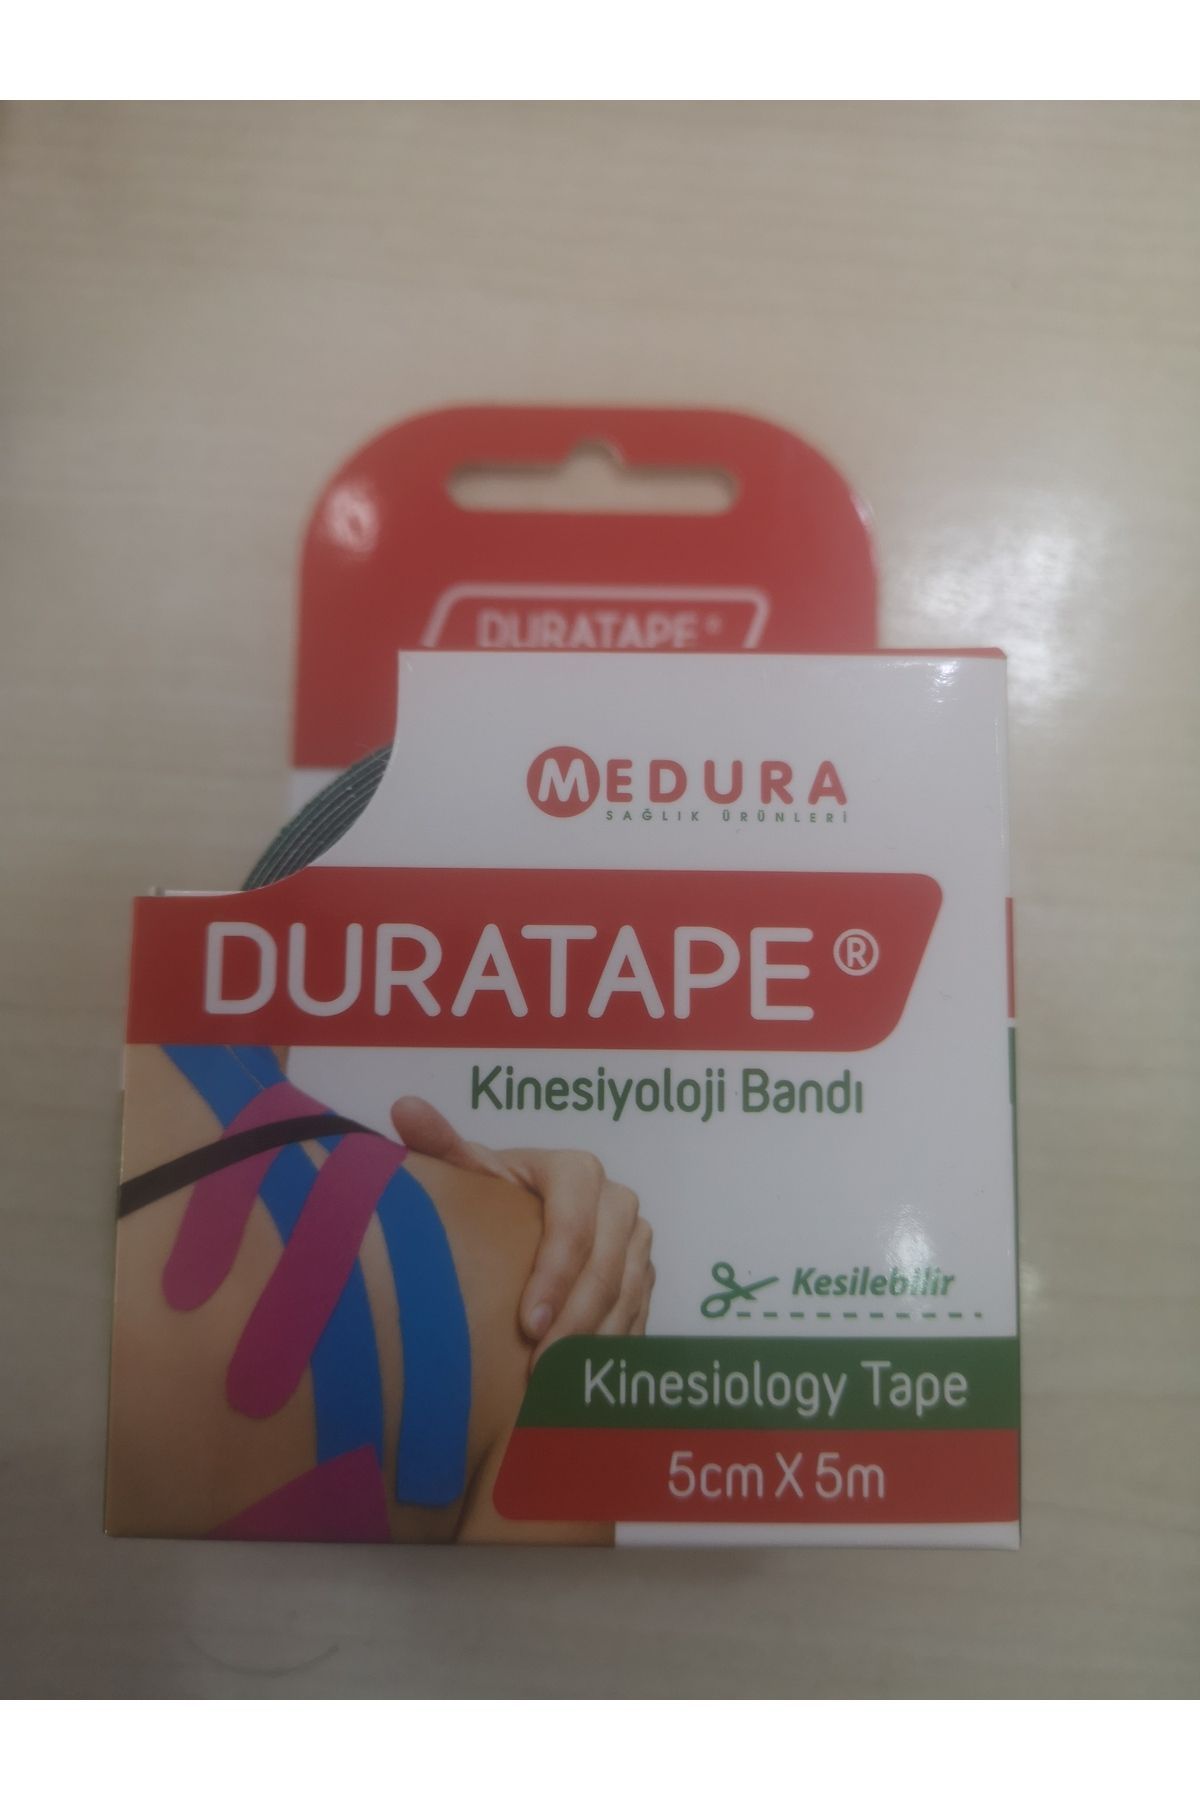 DURATAPE®
MEDURA
SAĞLIK ÜRÜNLERİ
DURATAPE®
Kinesiyoloji Bandı
Kesilebilir
Kinesiology Tape
5cm X 5m